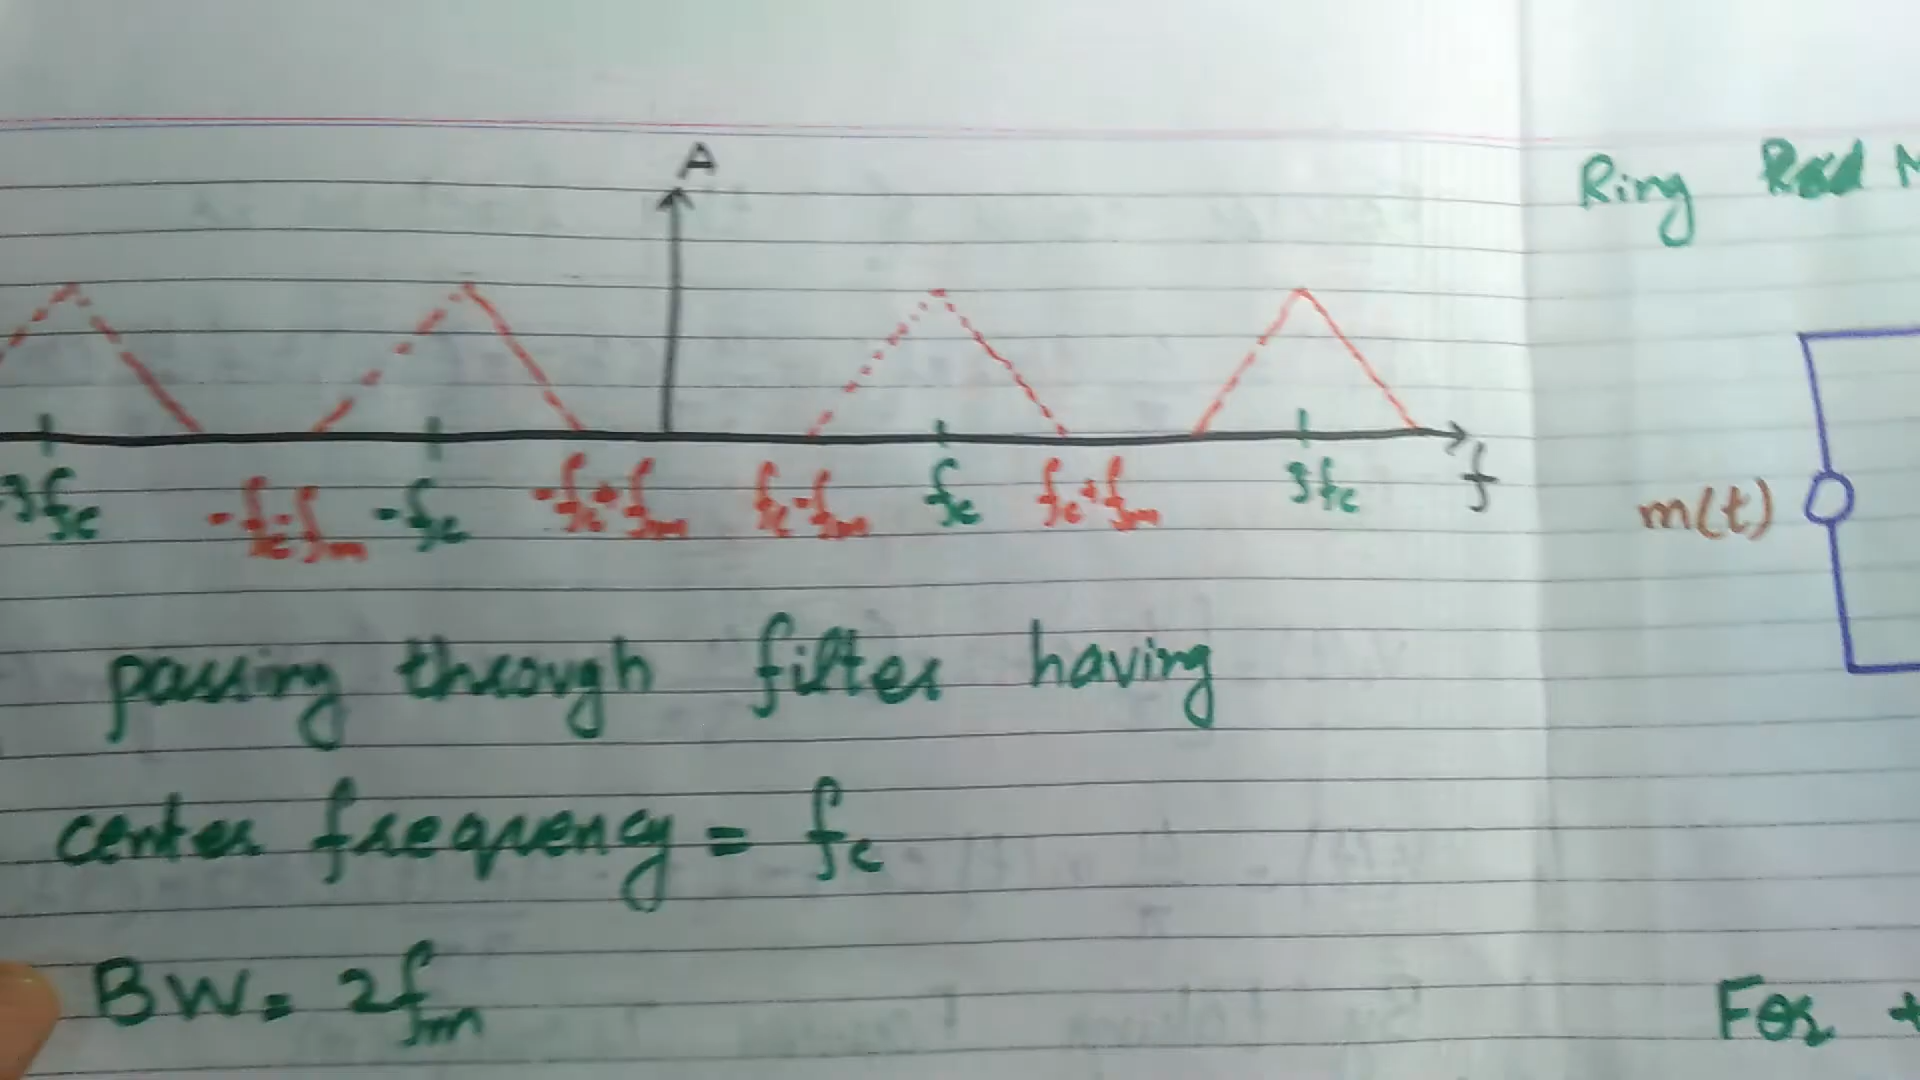 A
-3fc -fc-fm -fc -fc+fm fc-fm fc fc+fm 3fc f
passing through filter having
center frequency = fc
BW = 2fm
Ring
m(t)
For